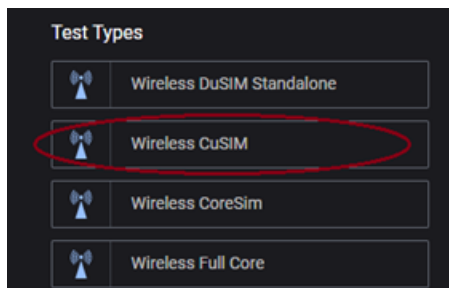 Test Types
Wireless DuSIM Standalone
Wireless CuSIM
Wireless CoreSim
Wireless Full Core